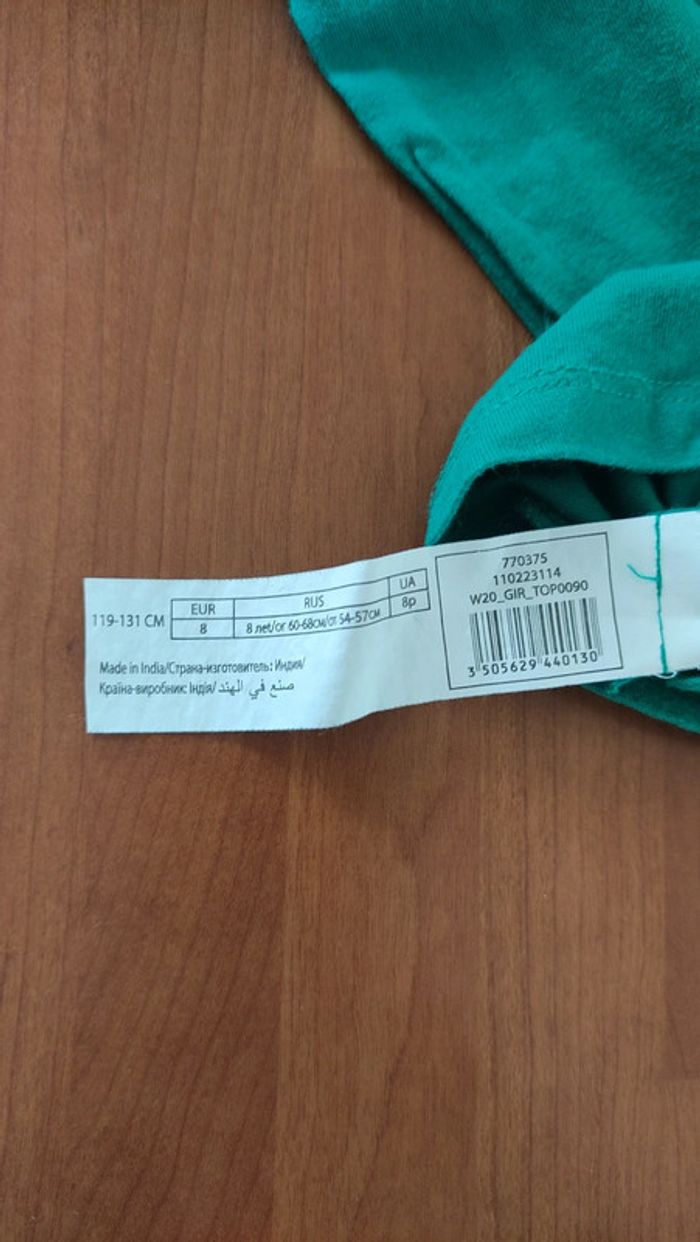 119-131 CM
EUR RUS UA
8 8 лет/ог 60-68см/от 54-57см 8р
Made in India/Страна-изготовитель: Индия/
Країна-виробник: Індія/ صنع في الهند
770375
110223114
W20_GIR_TOP0090
3 505629 440130